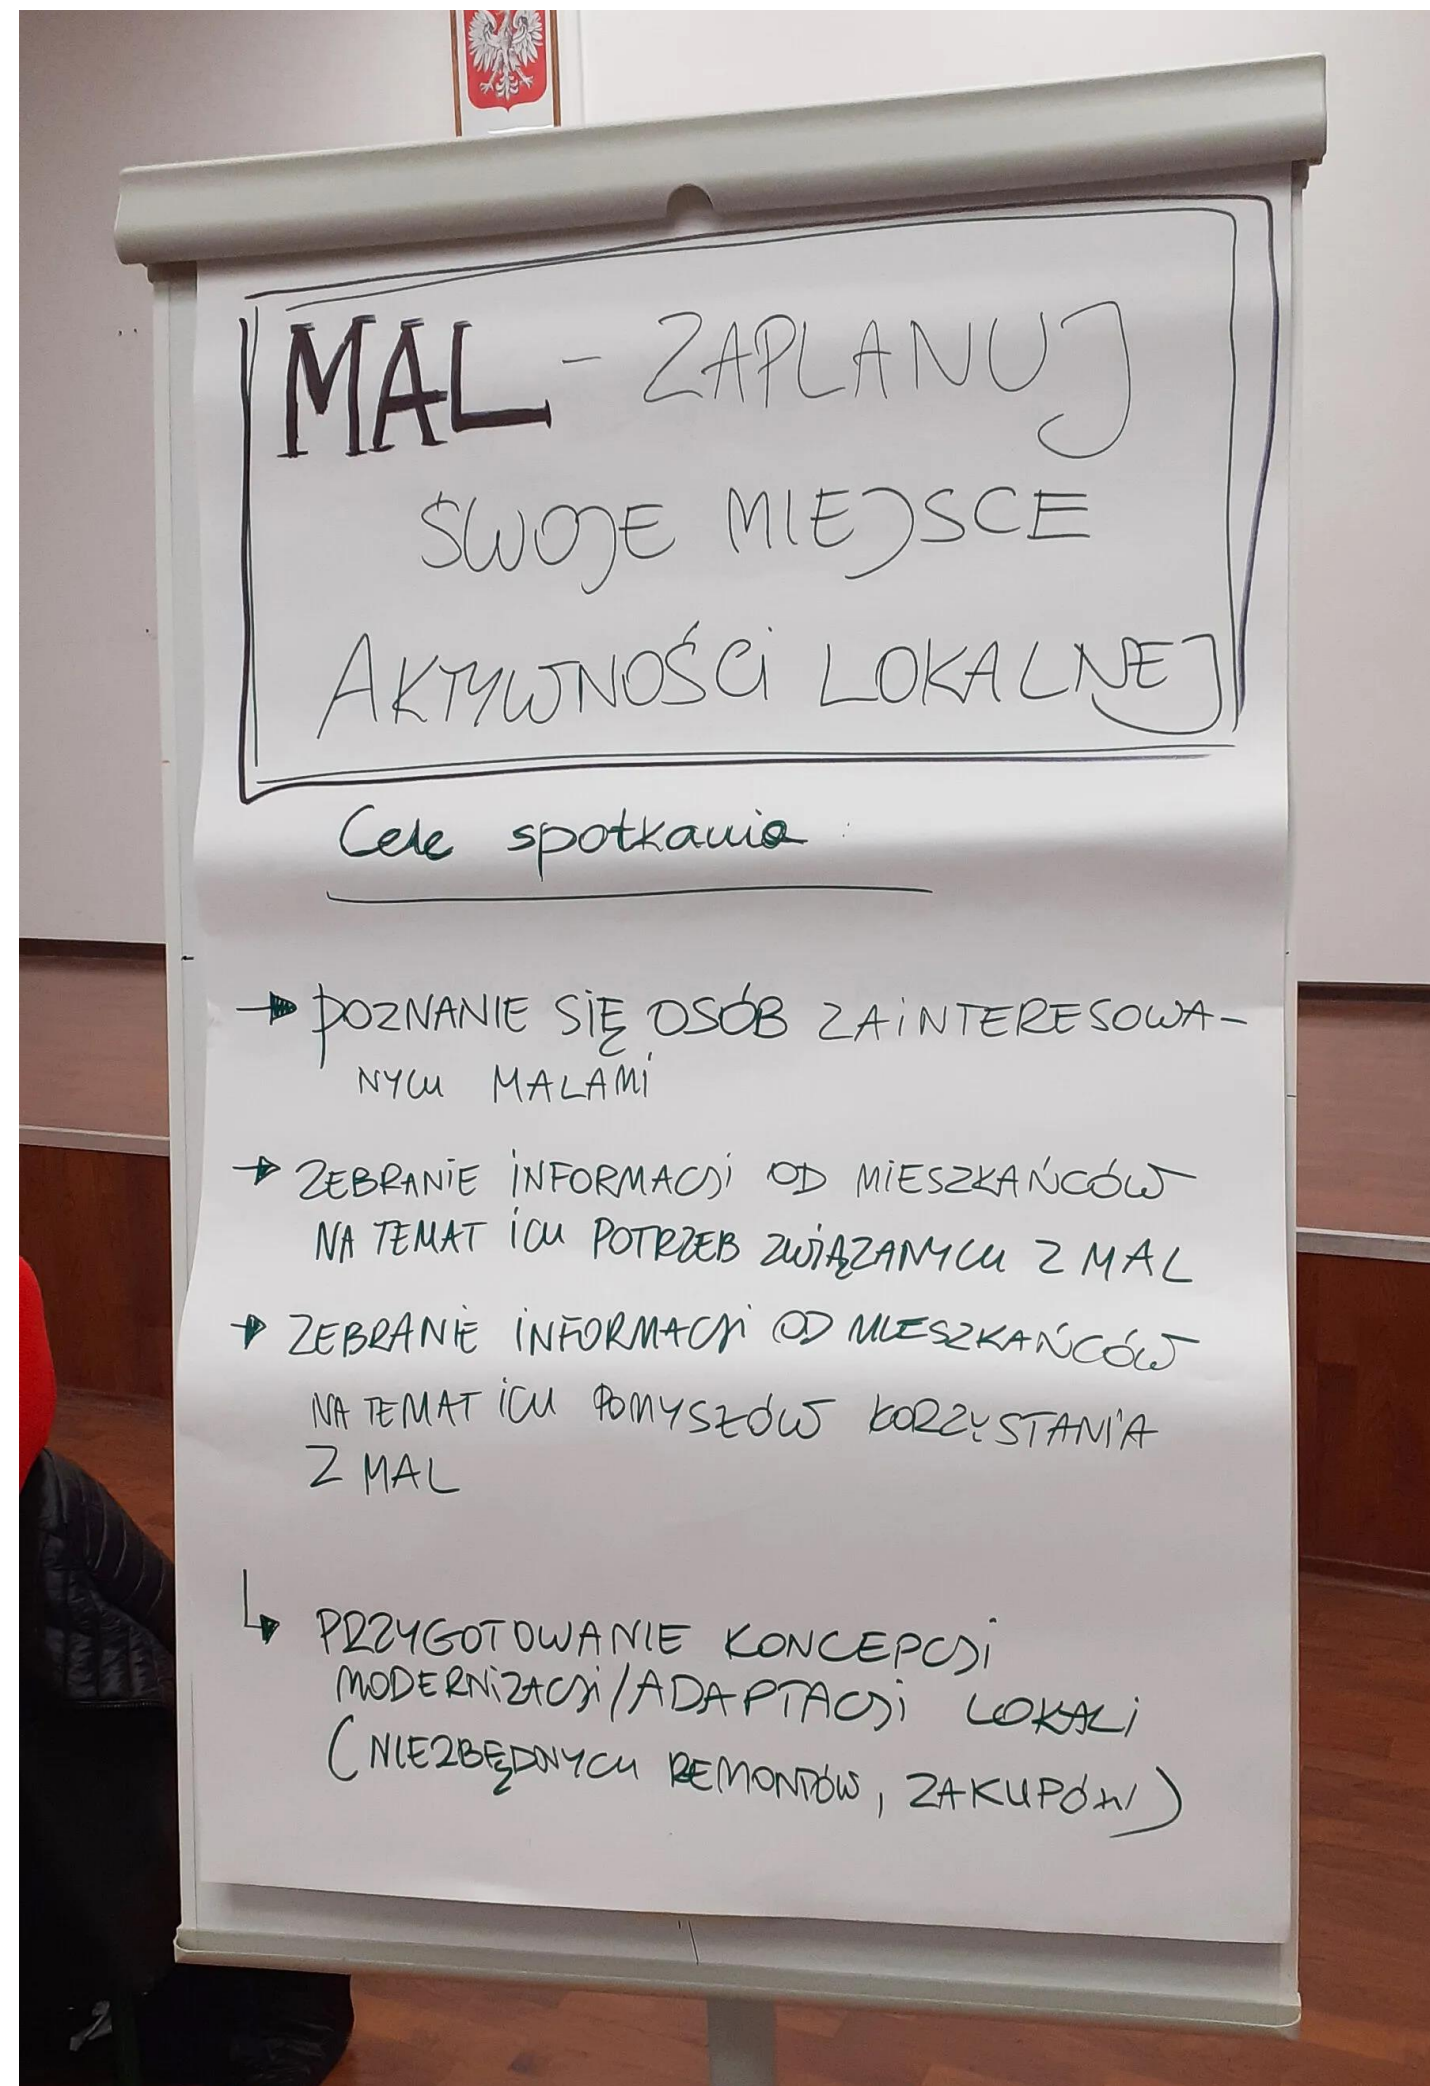 MAL - ZAPLANUJ
SWOJE MIEJSCE
AKTYWNOŚCI LOKALNEJ
Cele spotkania :
→ POZNANIE SIĘ OSÓB ZAINTERESOWA-
NYCH MALAMI
→ ZEBRANIE INFORMACJI OD MIESZKAŃCÓW
NA TEMAT ICH POTRZEB ZWIĄZANYCH Z MAL
→ ZEBRANIE INFORMACJI OD MIESZKAŃCÓW
NA TEMAT ICH POMYSŁÓW KORZYSTANIA
Z MAL
↳ PRZYGOTOWANIE KONCEPCJI
MODERNIZACJI/ADAPTACJI LOKALI
(NIEZBĘDNYCH REMONTÓW, ZAKUPÓW)